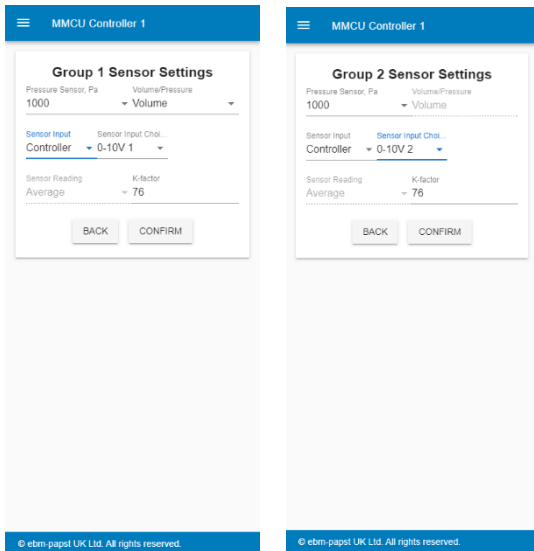 MMCU Controller 1
Group 1 Sensor Settings
Pressure Sensor, Pa Volume/Pressure
1000 Volume
Sensor Input Sensor Input Choi...
Controller 0-10V 1
Sensor Reading K-factor
Average 76
BACK CONFIRM
© ebm-papst UK Ltd. All rights reserved.
MMCU Controller 1
Group 2 Sensor Settings
Pressure Sensor, Pa Volume/Pressure
1000 Volume
Sensor Input Sensor Input Choi...
Controller 0-10V 2
Sensor Reading K-factor
Average 76
BACK CONFIRM
© ebm-papst UK Ltd. All rights reserved.